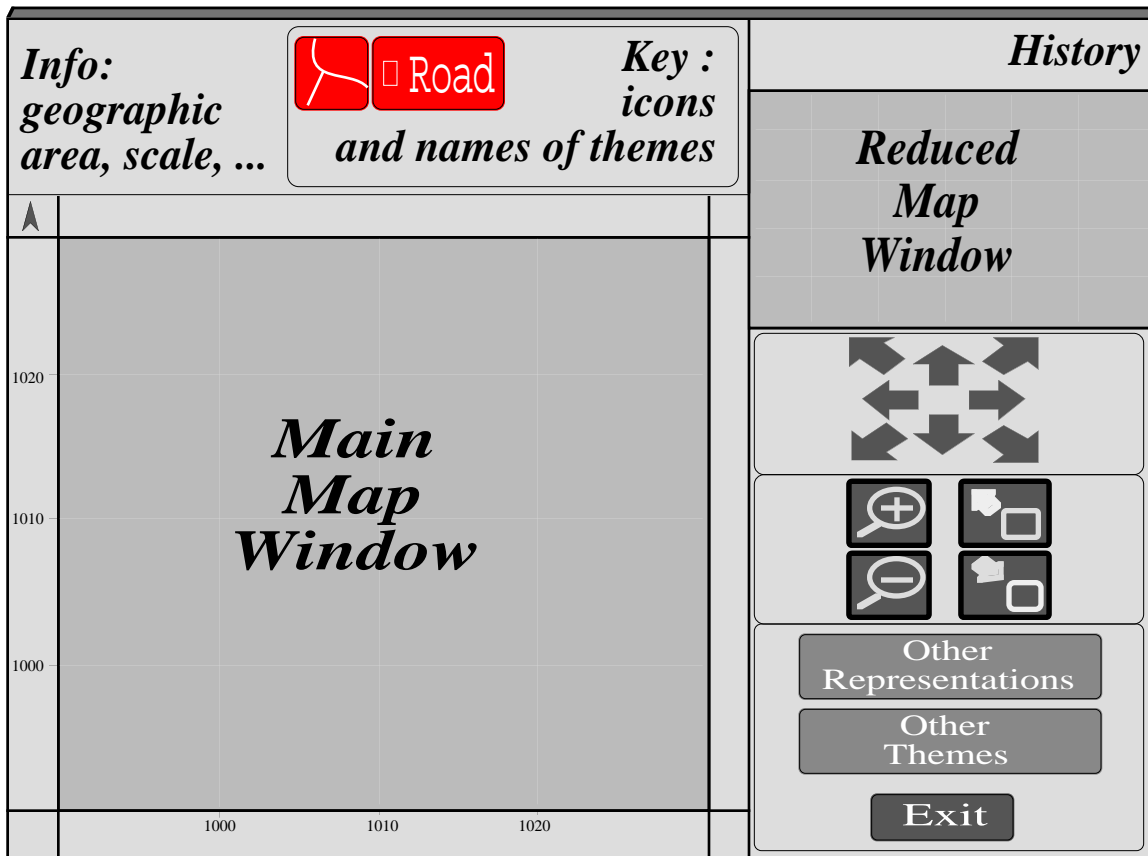 Info:
geographic
area, scale, ...
Road
Key :
icons
and names of themes
History
Reduced
Map
Window
1020
1010
1000
Main
Map
Window
1000
1010
1020
Other
Representations
Other
Themes
Exit